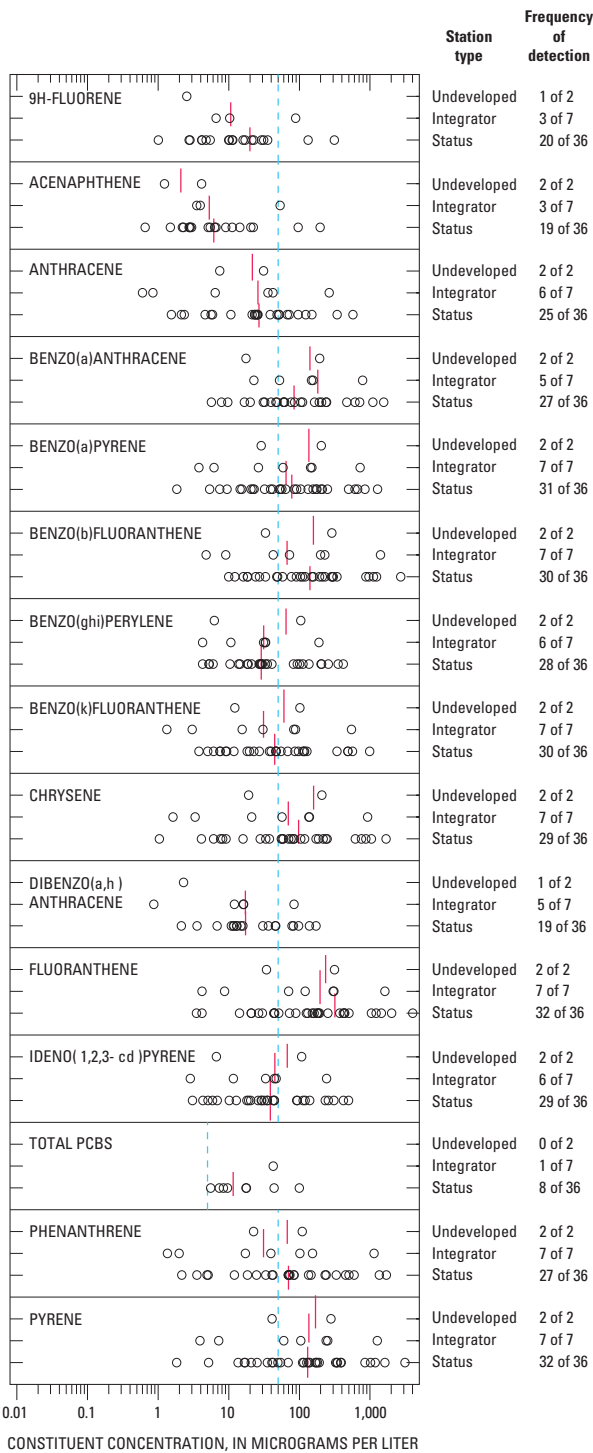 Station type
Frequency of detection
9H-FLUORENE
Undeveloped 1 of 2
Integrator 3 of 7
Status 20 of 36
ACENAPHTHENE
Undeveloped 2 of 2
Integrator 3 of 7
Status 19 of 36
ANTHRACENE
Undeveloped 2 of 2
Integrator 6 of 7
Status 25 of 36
BENZO(a)ANTHRACENE
Undeveloped 2 of 2
Integrator 5 of 7
Status 27 of 36
BENZO(a)PYRENE
Undeveloped 2 of 2
Integrator 7 of 7
Status 31 of 36
BENZO(b)FLUORANTHENE
Undeveloped 2 of 2
Integrator 7 of 7
Status 30 of 36
BENZO(ghi)PERYLENE
Undeveloped 2 of 2
Integrator 6 of 7
Status 28 of 36
BENZO(k)FLUORANTHENE
Undeveloped 2 of 2
Integrator 7 of 7
Status 30 of 36
CHRYSENE
Undeveloped 2 of 2
Integrator 7 of 7
Status 29 of 36
DIBENZO(a,h )
ANTHRACENE
Undeveloped 1 of 2
Integrator 5 of 7
Status 19 of 36
FLUORANTHENE
Undeveloped 2 of 2
Integrator 7 of 7
Status 32 of 36
IDENO( 1,2,3- cd )PYRENE
Undeveloped 2 of 2
Integrator 6 of 7
Status 29 of 36
TOTAL PCBS
Undeveloped 0 of 2
Integrator 1 of 7
Status 8 of 36
PHENANTHRENE
Undeveloped 2 of 2
Integrator 7 of 7
Status 27 of 36
PYRENE
Undeveloped 2 of 2
Integrator 7 of 7
Status 32 of 36
0.01 0.1 1 10 100 1,000
CONSTITUENT CONCENTRATION, IN MICROGRAMS PER LITER